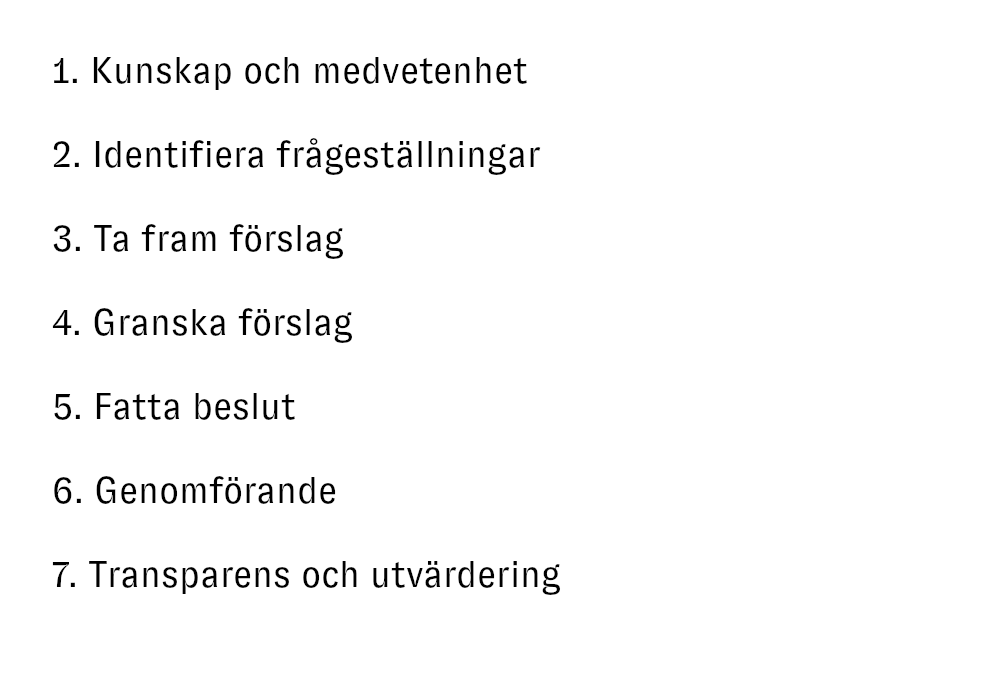 1. Kunskap och medvetenhet
2. Identifiera frågeställningar
3. Ta fram förslag
4. Granska förslag
5. Fatta beslut
6. Genomförande
7. Transparens och utvärdering